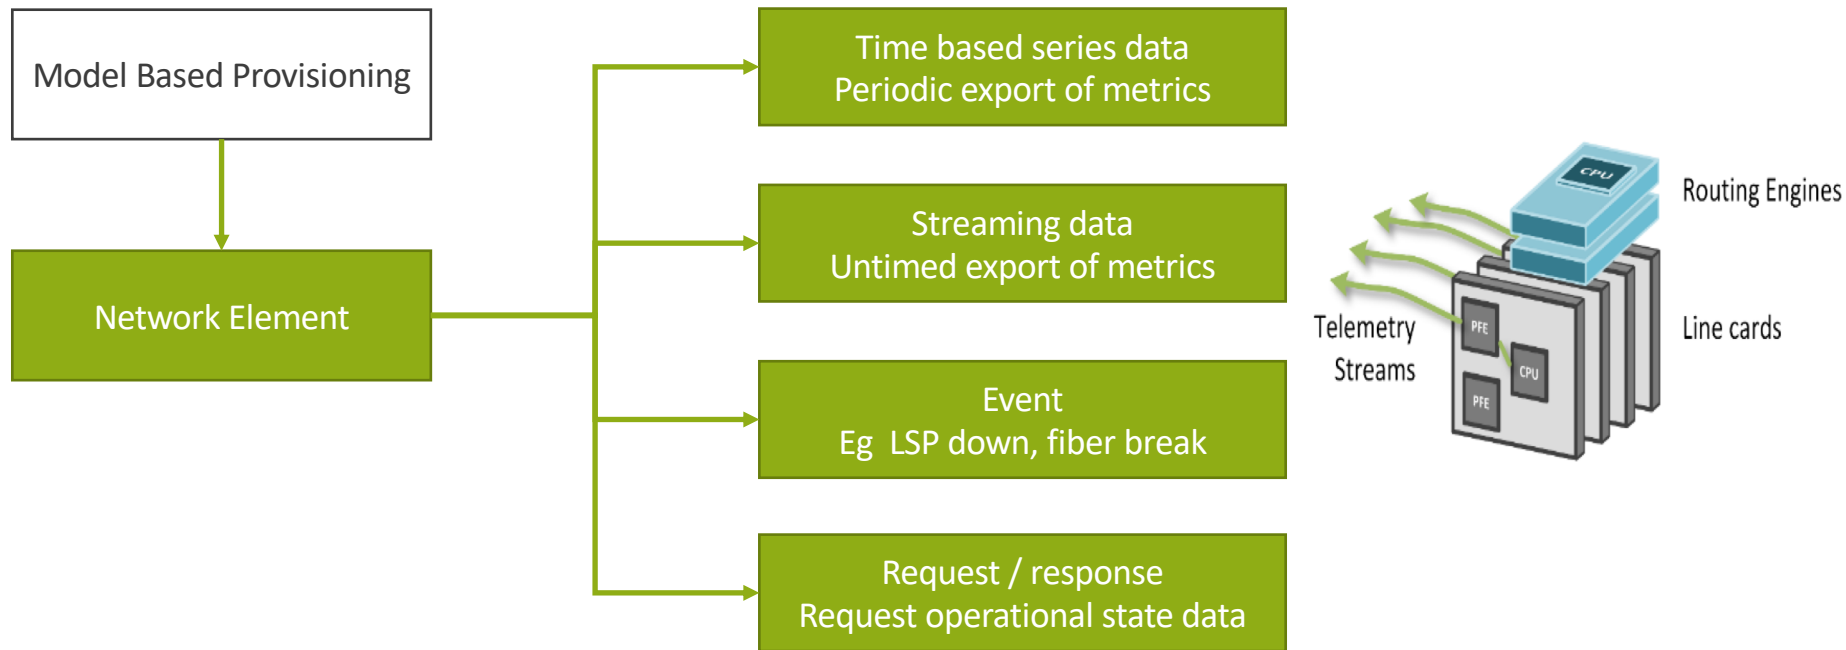 Model Based Provisioning
Network Element
Time based series data
Periodic export of metrics
Streaming data
Untimed export of metrics
Event
Eg LSP down, fiber break
Request / response
Request operational state data
CPU
Routing Engines
Telemetry
Streams
PFE
CPU
PFE
Line cards